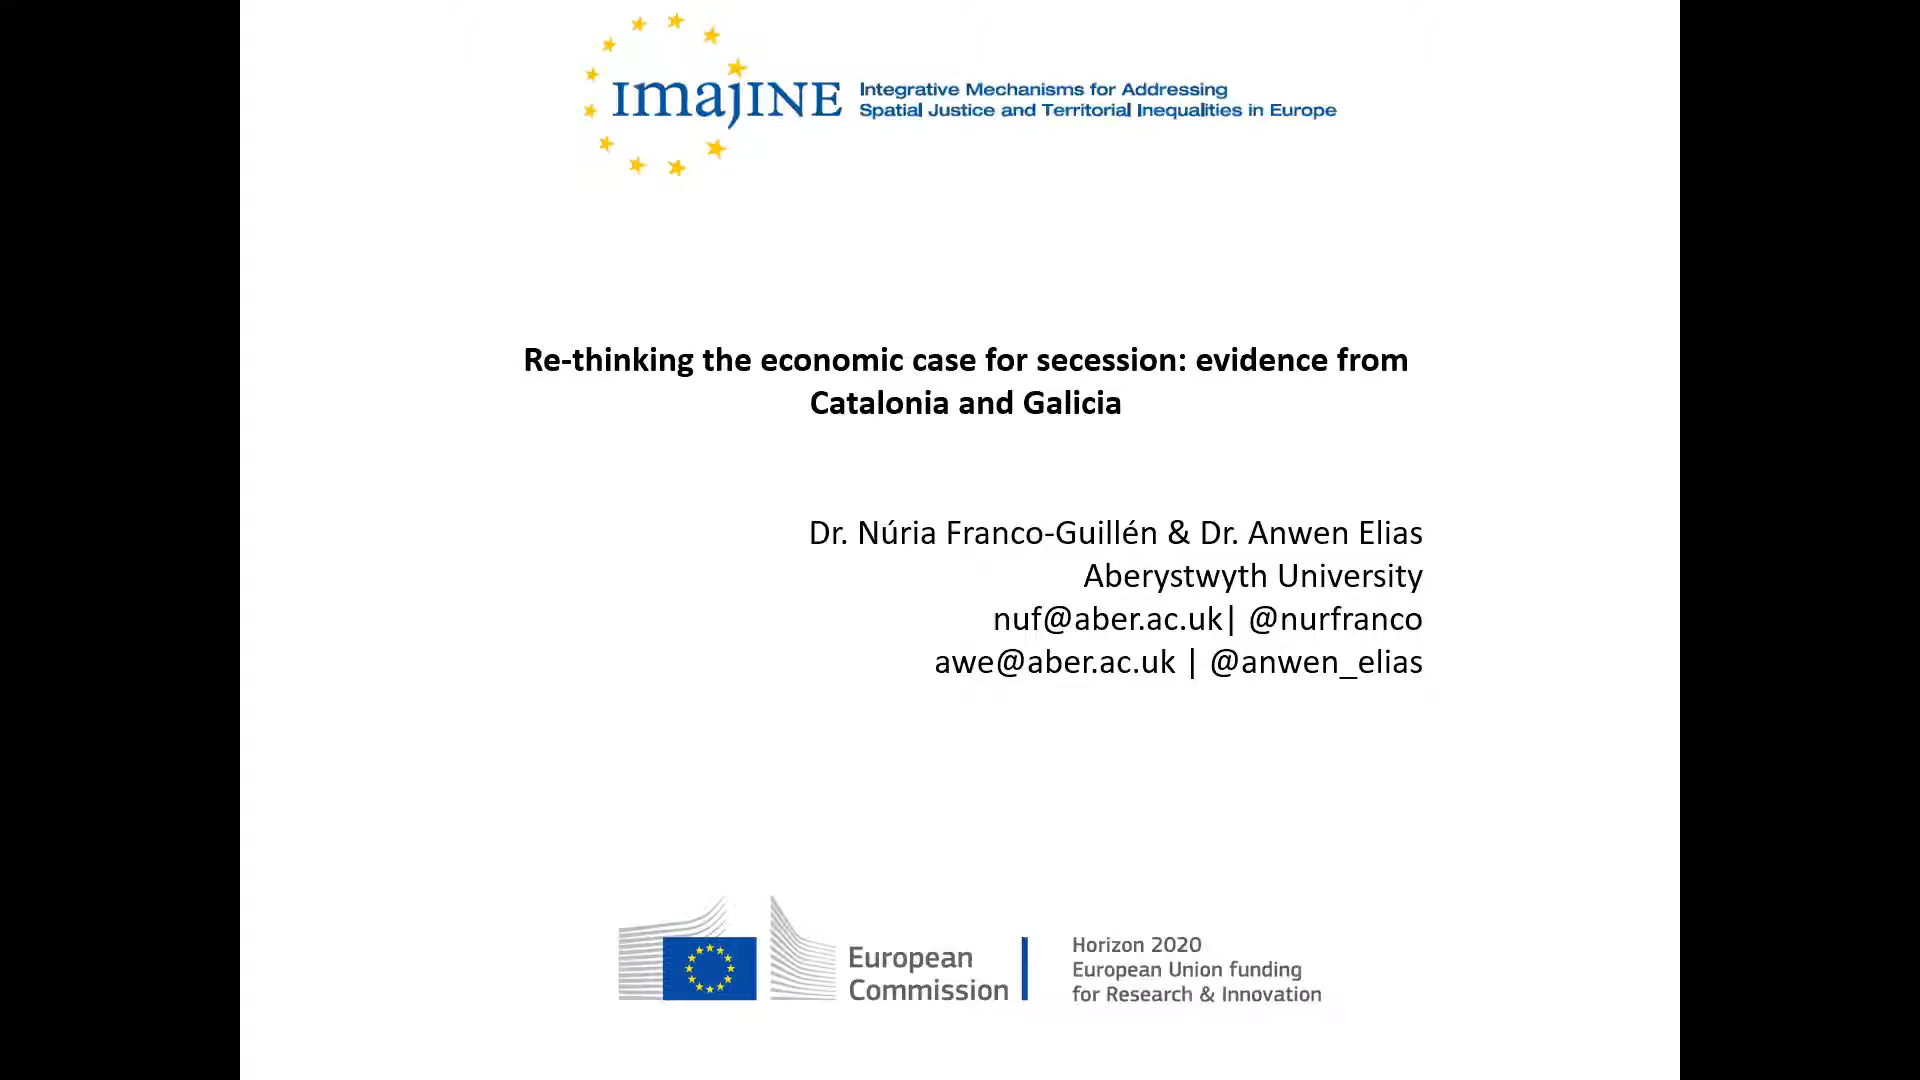 ımajıNE
Integrative Mechanisms for Addressing
Spatial Justice and Territorial Inequalities in Europe
Re-thinking the economic case for secession: evidence from
Catalonia and Galicia
Dr. Núria Franco-Guillén & Dr. Anwen Elias
Aberystwyth University
nuf@aber.ac.uk| @nurfranco
awe@aber.ac.uk | @anwen_elias
European
Commission
Horizon 2020
European Union funding
for Research & Innovation